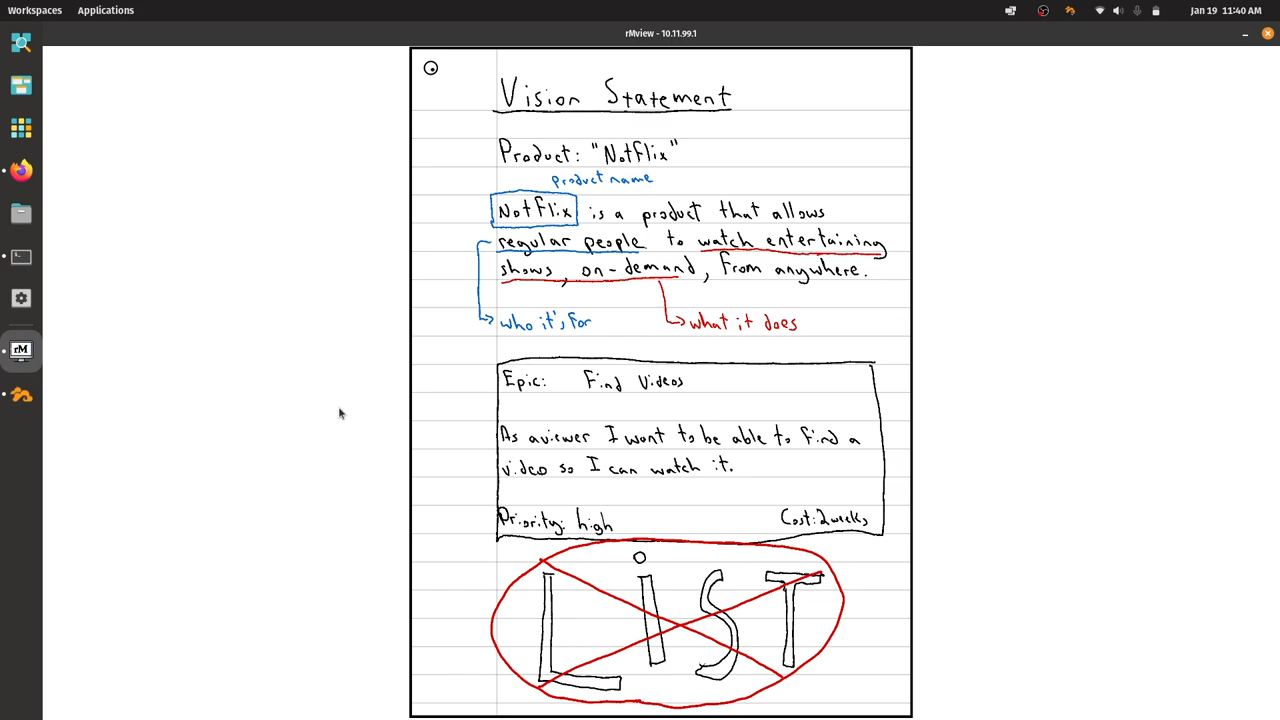 Workspaces Applications Jan 19 11:40 AM
rMview - 10.11.99.1
Vision Statement
Product: "Notflix"
product name
Notflix is a product that allows
regular people to watch entertaining
shows, on-demand, from anywhere.
who it's for what it does
Epic: Find Videos
As a viewer I want to be able to find a
video so I can watch it.
Priority: high Cost: 2 weeks
LiST
rM